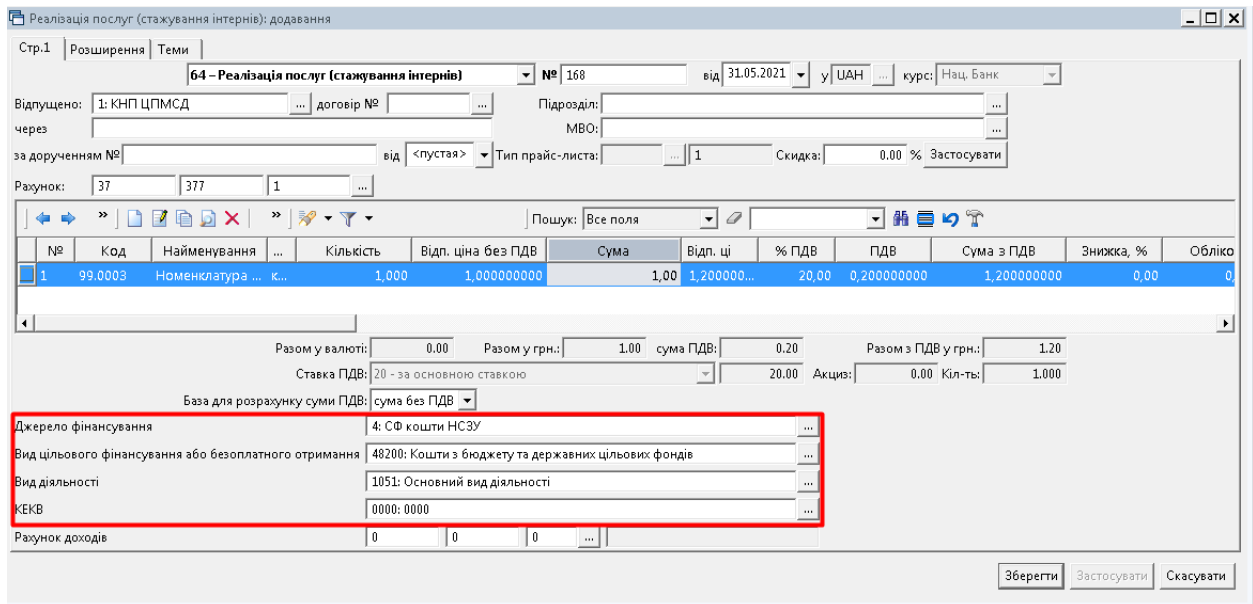 Реалізація послуг (стажування інтернів): додавання
Стр.1 Розширення Теми
64 – Реалізація послуг (стажування інтернів) № 168 від 31.05.2021 у UAH ... курс: Нац. Банк
Відпущено: 1: КНП ЦПМСД ... договір № ... Підрозділ: ...
через МВО: ...
за дорученням № від <пустая> Тип прайс-листа: ... 1 Скидка: 0.00 % Застосувати
Рахунок: 37 377 1 ...
» » Пошук: Все поля
№ Код Найменування ... Кількість Відп. ціна без ПДВ Сума Відп. ці % ПДВ ПДВ Сума з ПДВ Знижка, % Обліко
1 99.0003 Номенклатура ... к... 1,000 1,000000000 1,00 1,200000... 20,00 0,200000000 1,200000000 0,00 0,
Разом у валюті: 0.00 Разом у грн.: 1.00 сума ПДВ: 0.20 Разом з ПДВ у грн.: 1.20
Ставка ПДВ: 20 - за основною ставкою 20.00 Акциз: 0.00 Кіл-ть: 1.000
База для розрахунку суми ПДВ: сума без ПДВ
Джерело фінансування 4: СФ кошти НСЗУ ...
Вид цільового фінансування або безоплатного отримання 48200: Кошти з бюджету та державних цільових фондів ...
Вид діяльності 1051: Основний вид діяльності ...
КЕКВ 0000: 0000 ...
Рахунок доходів 0 0 0 ...
Зберегти Застосувати Скасувати